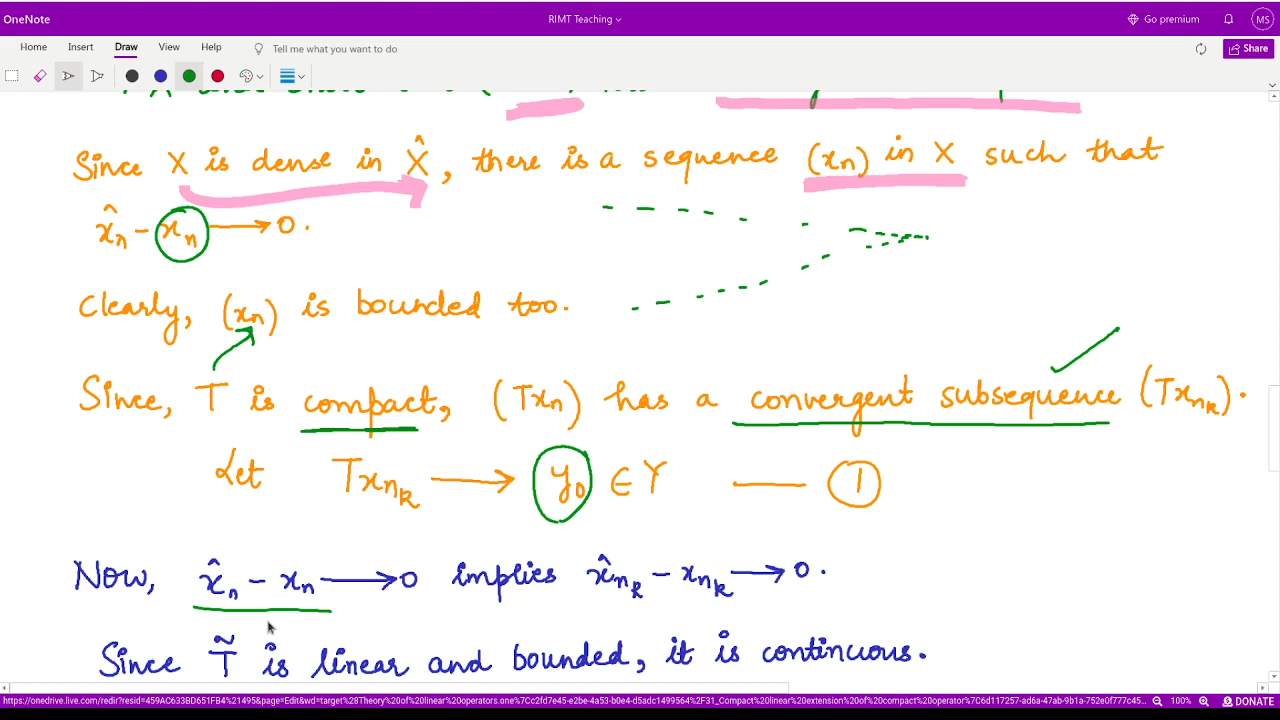 OneNote
RIMT Teaching
Go premium
MS
Home Insert Draw View Help Tell me what you want to do
Share
Since X is dense in X̂, there is a sequence (xₙ) in X such that
x̂ₙ - xₙ ⟶ 0.
Clearly, (xₙ) is bounded too.
Since, T is compact, (Txₙ) has a convergent subsequence (Txₙₖ).
Let Txₙₖ ⟶ y₀ ∈ Y —— ①
Now, x̂ₙ - xₙ ⟶ 0 implies x̂ₙₖ - xₙₖ ⟶ 0.
Since T̃ is linear and bounded, it is continuous.
100%
DONATE